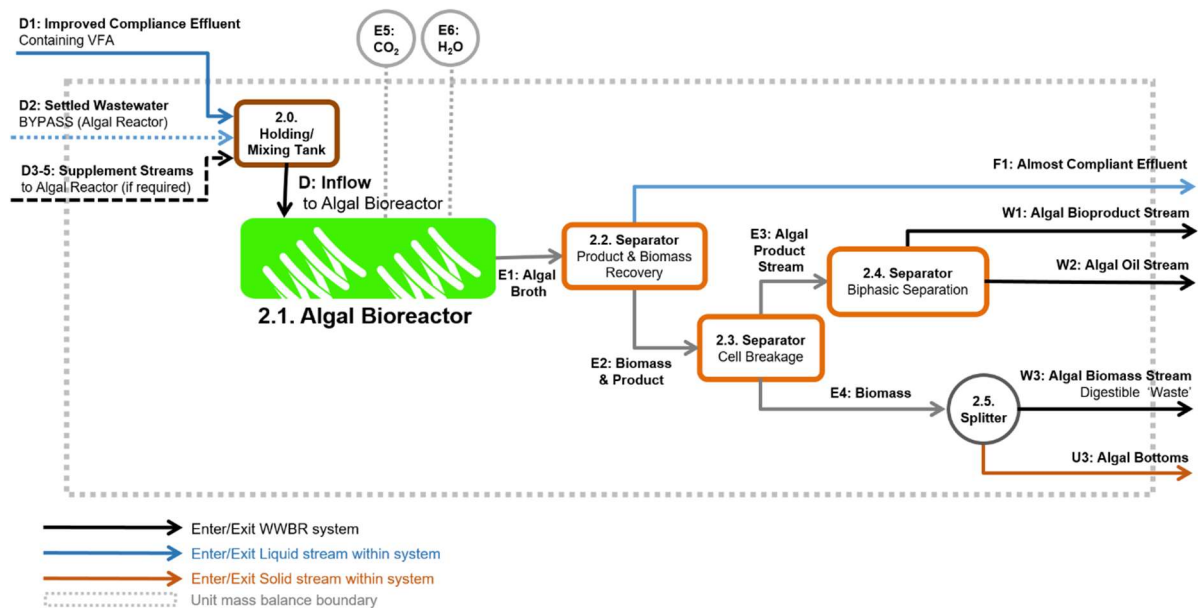 D1: Improved Compliance Effluent
Containing VFA
E5:
CO2
E6:
H2O
D2: Settled Wastewater
BYPASS (Algal Reactor)
2.0.
Holding/
Mixing Tank
D3-5: Supplement Streams
to Algal Reactor (if required)
D: Inflow
to Algal Bioreactor
2.1. Algal Bioreactor
E1: Algal
Broth
2.2. Separator
Product & Biomass
Recovery
F1: Almost Compliant Effluent
W1: Algal Bioproduct Stream
E3: Algal
Product
Stream
2.4. Separator
Biphasic Separation
W2: Algal Oil Stream
2.3. Separator
Cell Breakage
E2: Biomass
& Product
E4: Biomass
2.5.
Splitter
W3: Algal Biomass Stream
Digestible 'Waste'
U3: Algal Bottoms
Enter/Exit WWBR system
Enter/Exit Liquid stream within system
Enter/Exit Solid stream within system
Unit mass balance boundary